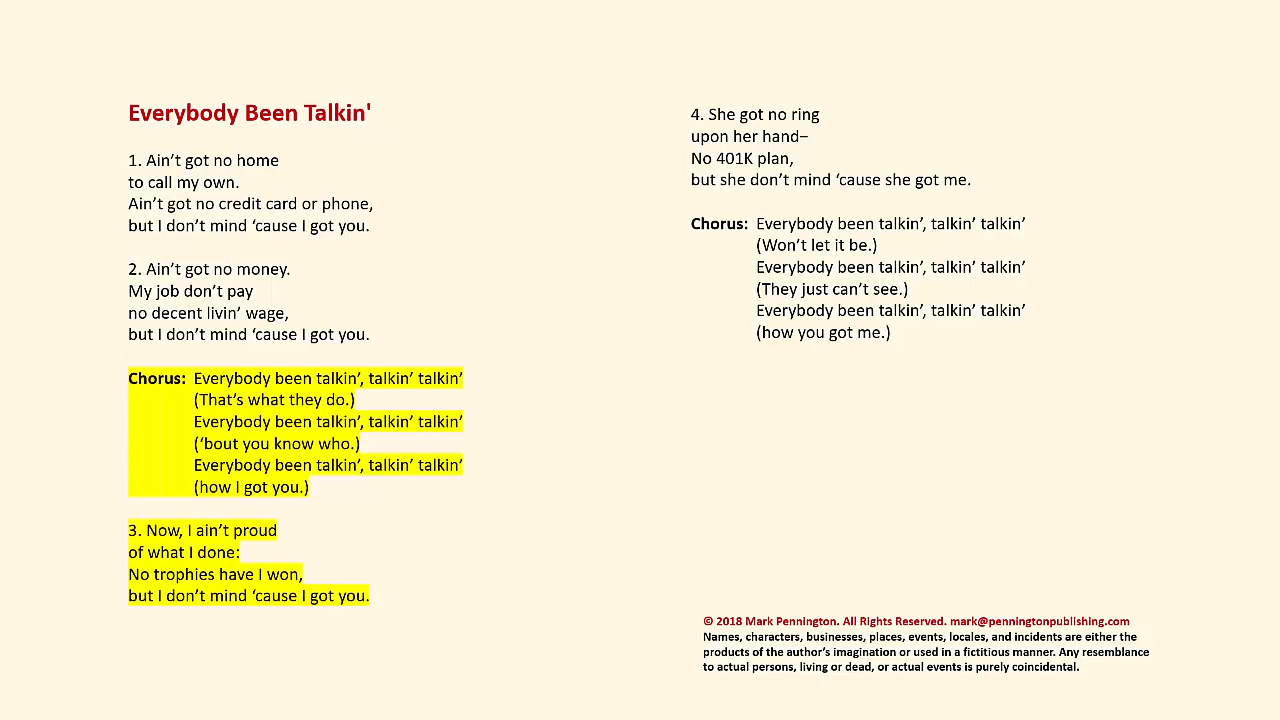 Everybody Been Talkin'
1. Ain’t got no home
to call my own.
Ain’t got no credit card or phone,
but I don’t mind ‘cause I got you.
2. Ain’t got no money.
My job don’t pay
no decent livin’ wage,
but I don’t mind ‘cause I got you.
Chorus: Everybody been talkin’, talkin’ talkin’
(That’s what they do.)
Everybody been talkin’, talkin’ talkin’
(‘bout you know who.)
Everybody been talkin’, talkin’ talkin’
(how I got you.)
3. Now, I ain’t proud
of what I done:
No trophies have I won,
but I don’t mind ‘cause I got you.
4. She got no ring
upon her hand–
No 401K plan,
but she don’t mind ‘cause she got me.
Chorus: Everybody been talkin’, talkin’ talkin’
(Won’t let it be.)
Everybody been talkin’, talkin’ talkin’
(They just can’t see.)
Everybody been talkin’, talkin’ talkin’
(how you got me.)
© 2018 Mark Pennington. All Rights Reserved. mark@penningtonpublishing.com
Names, characters, businesses, places, events, locales, and incidents are either the
products of the author’s imagination or used in a fictitious manner. Any resemblance
to actual persons, living or dead, or actual events is purely coincidental.